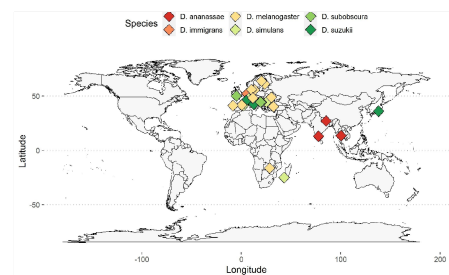 Species
D. ananassae D. melanogaster D. subobscura
D. immigrans D. simulans D. suzukii
50
0
-50
Latitude
-100 0 100 200
Longitude